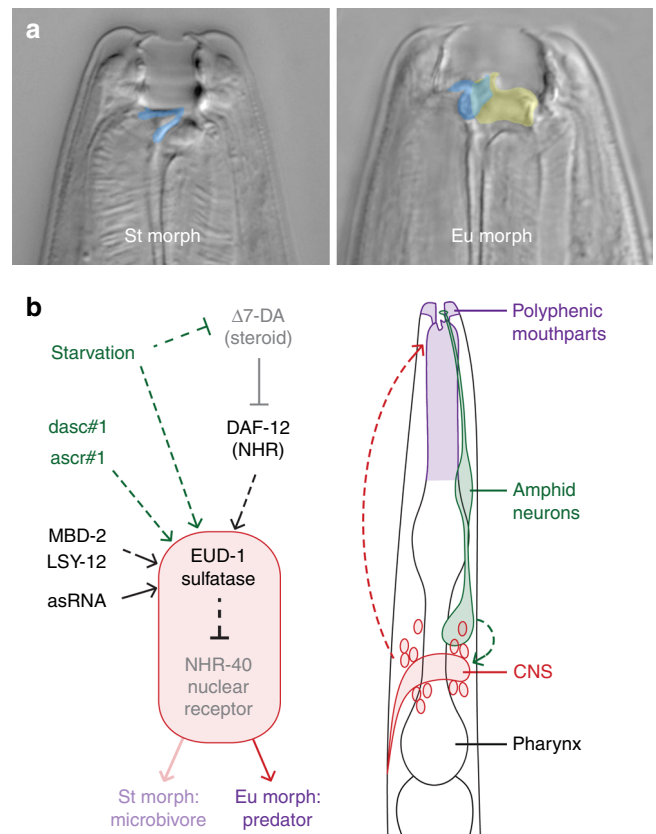 a
St morph
Eu morph
b
Δ7-DA
(steroid)
Starvation
dasc#1
ascr#1
DAF-12
(NHR)
MBD-2
LSY-12
asRNA
EUD-1
sulfatase
NHR-40
nuclear
receptor
St morph:
microbivore
Eu morph:
predator
Polyphenic
mouthparts
Amphid
neurons
CNS
Pharynx